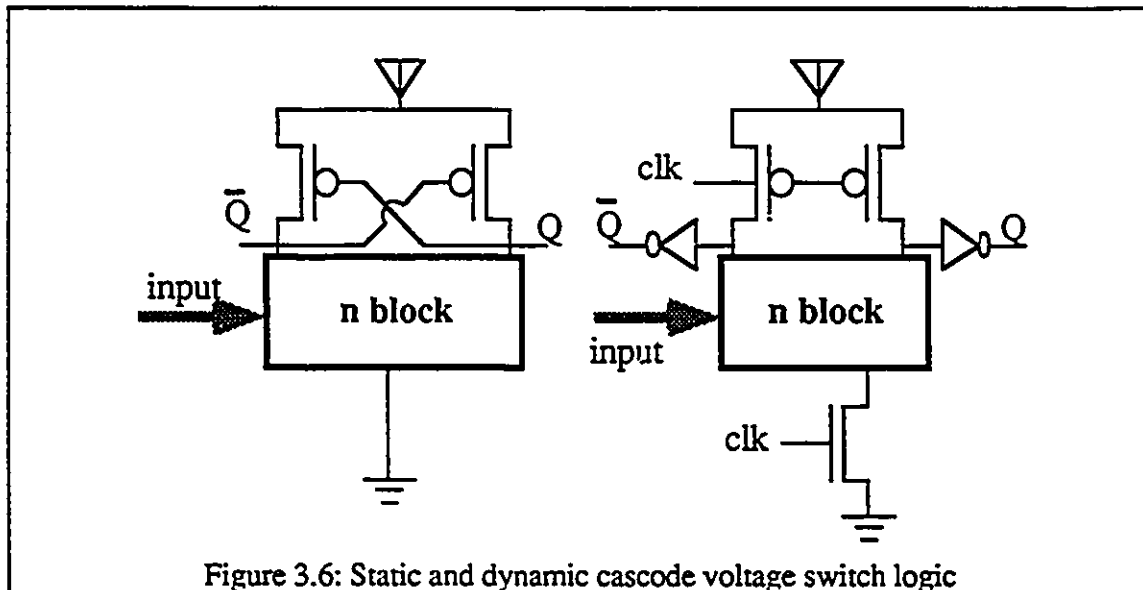 clk
Q̄ Q Q̄ Q
input
n block n block
input
clk
Figure 3.6: Static and dynamic cascode voltage switch logic